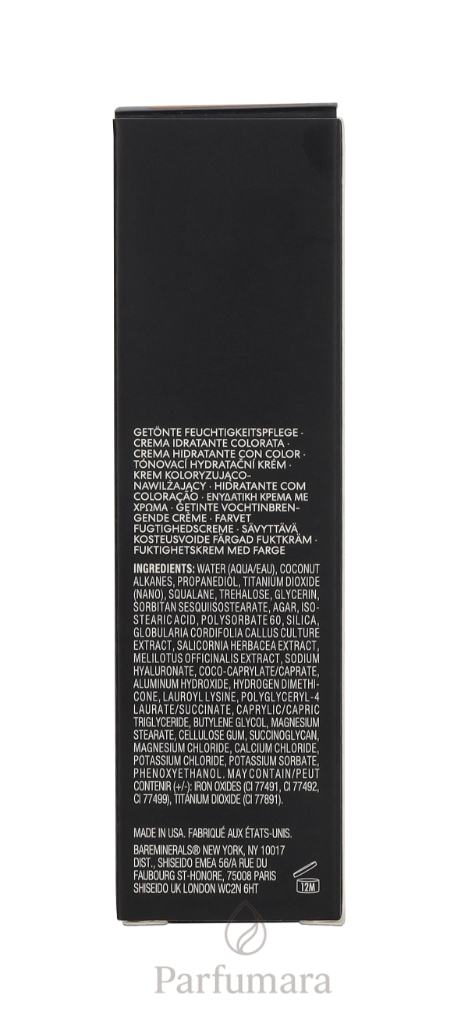 GETÖNTE FEUCHTIGKEITSPFLEGE ·
CREMA IDRATANTE COLORATA ·
CREMA HIDRATANTE CON COLOR ·
TÓNOVACÍ HYDRATAČNÍ KRÉM ·
KREM KOLORYZUJĄCO-
NAWILŻAJĄCY · HIDRATANTE COM
COLORAÇÃO · ΕΝΥΔΑΤΙΚΗ ΚΡΕΜΑ ΜΕ
ΧΡΩΜΑ · GETINTE VOCHTINBREN-
GENDE CRÈME · FARVET
FUGTIGHEDSCREME · SÄVYTTÄVÄ
KOSTEUSVOIDE FÄRGAD FUKTKRÄM ·
FUKTIGHETSKREM MED FARGE
INGREDIENTS: WATER (AQUA/EAU), COCONUT
ALKANES, PROPANEDIOL, TITANIUM DIOXIDE
(NANO), SQUALANE, TREHALOSE, GLYCERIN,
SORBITAN SESQUIISOSTEARATE, AGAR, ISO-
STEARIC ACID, POLYSORBATE 60, SILICA,
GLOBULARIA CORDIFOLIA CALLUS CULTURE
EXTRACT, SALICORNIA HERBACEA EXTRACT,
MELILOTUS OFFICINALIS EXTRACT, SODIUM
HYALURONATE, COCO-CAPRYLATE/CAPRATE,
ALUMINUM HYDROXIDE, HYDROGEN DIMETHI-
CONE, LAUROYL LYSINE, POLYGLYCERYL-4
LAURATE/SUCCINATE, CAPRYLIC/CAPRIC
TRIGLYCERIDE, BUTYLENE GLYCOL, MAGNESIUM
STEARATE, CELLULOSE GUM, SUCCINOGLYCAN,
MAGNESIUM CHLORIDE, CALCIUM CHLORIDE,
POTASSIUM CHLORIDE, POTASSIUM SORBATE,
PHENOXYETHANOL. MAY CONTAIN/PEUT
CONTENIR (+/-): IRON OXIDES (CI 77491, CI 77492,
CI 77499), TITANIUM DIOXIDE (CI 77891).
MADE IN USA. FABRIQUÉ AUX ÉTATS-UNIS.
BAREMINERALS® NEW YORK, NY, 10017
DIST., SHISEIDO EMEA 56/A RUE DU
FAUBOURG ST-HONORE, 75008 PARIS
SHISEIDO UK LONDON WC2N 6HT
12M
Parfumara